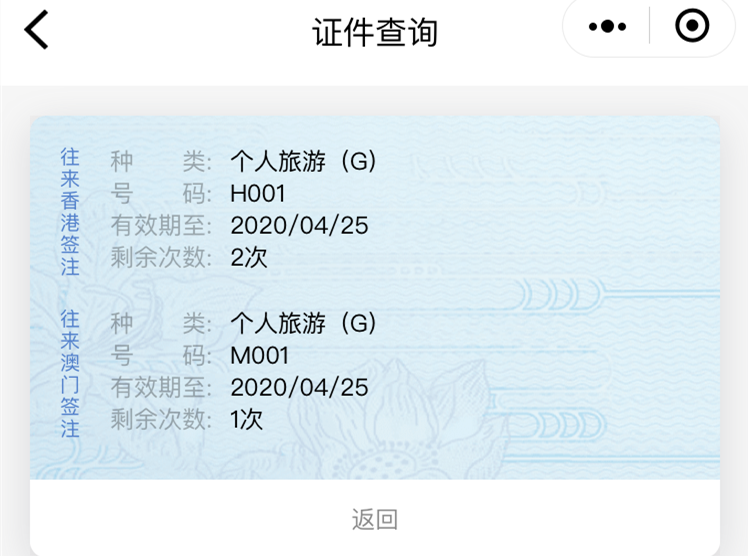 证件查询
往来香港签注
种 类: 个人旅游（G）
号 码: H001
有效期至: 2020/04/25
剩余次数: 2次
往来澳门签注
种 类: 个人旅游（G）
号 码: M001
有效期至: 2020/04/25
剩余次数: 1次
返回